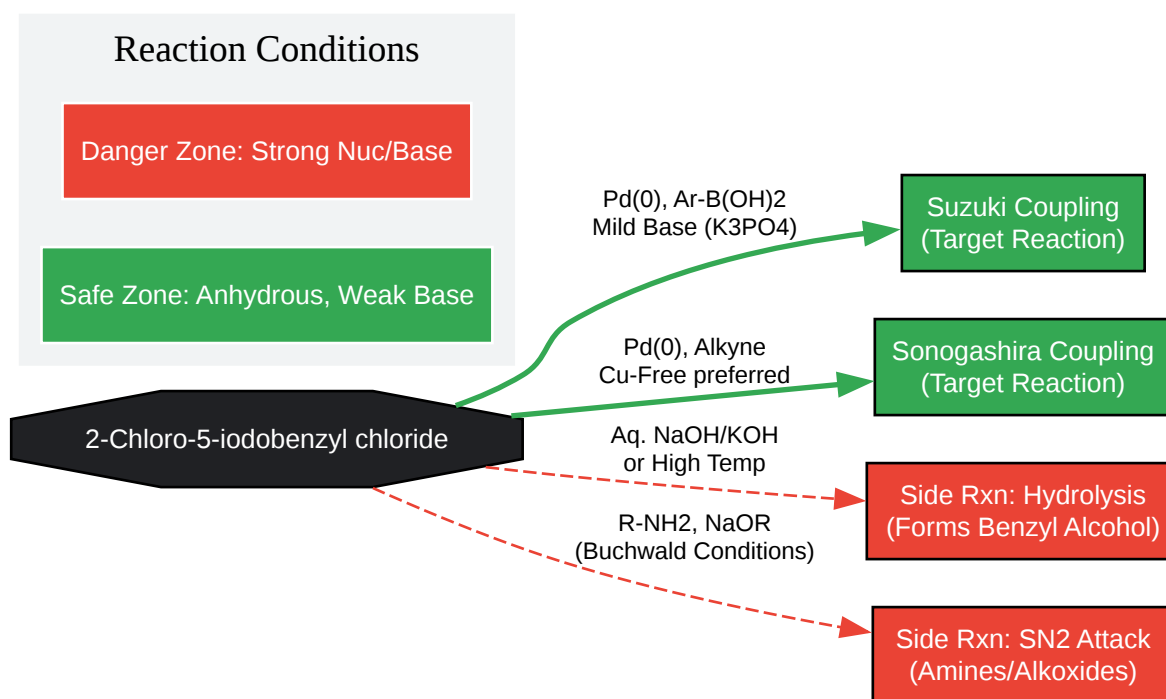 Reaction Conditions
Danger Zone: Strong Nuc/Base
Safe Zone: Anhydrous, Weak Base
2-Chloro-5-iodobenzyl chloride
Pd(0), Ar-B(OH)2
Mild Base (K3PO4)
Suzuki Coupling
(Target Reaction)
Pd(0), Alkyne
Cu-Free preferred
Sonogashira Coupling
(Target Reaction)
Aq. NaOH/KOH
or High Temp
Side Rxn: Hydrolysis
(Forms Benzyl Alcohol)
R-NH2, NaOR
(Buchwald Conditions)
Side Rxn: SN2 Attack
(Amines/Alkoxides)